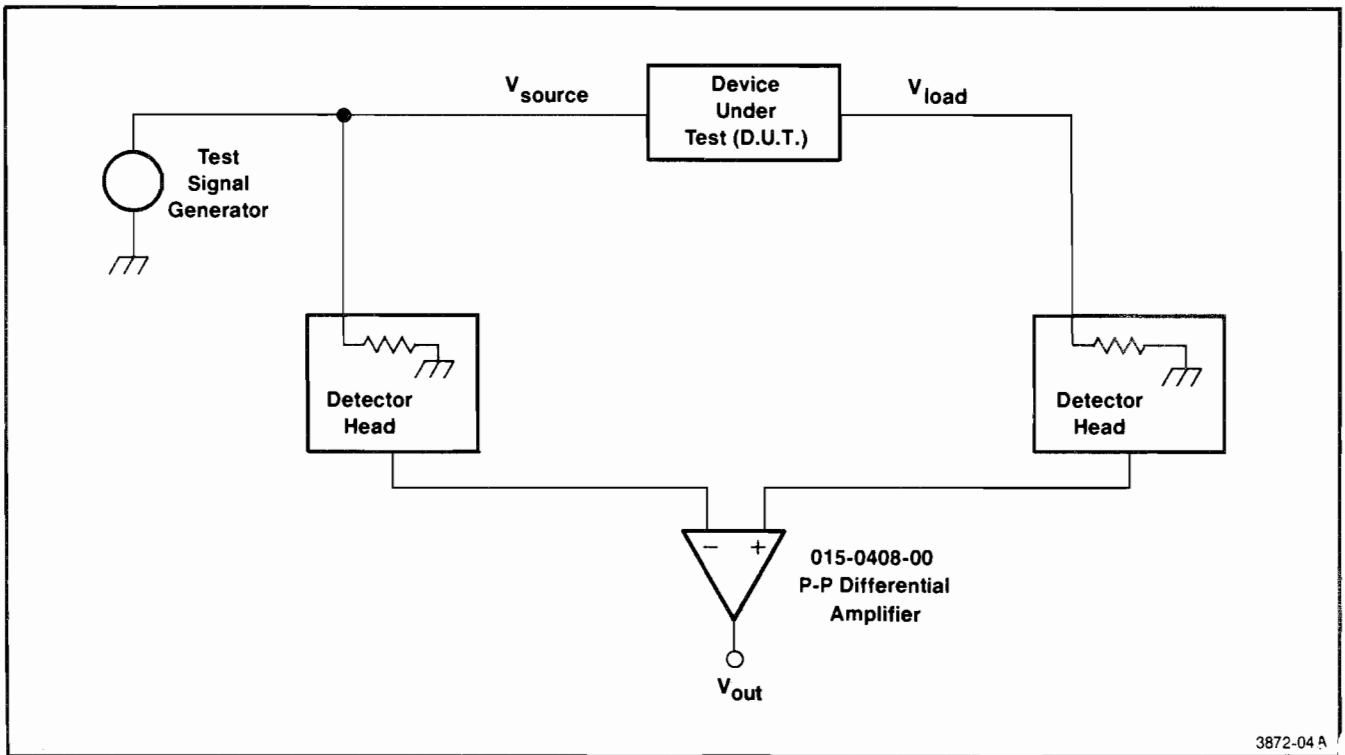 V source
Device
Under
Test (D.U.T.)
V load
Test
Signal
Generator
Detector
Head
Detector
Head
− +
015-0408-00
P-P Differential
Amplifier
V out
3872-04 A